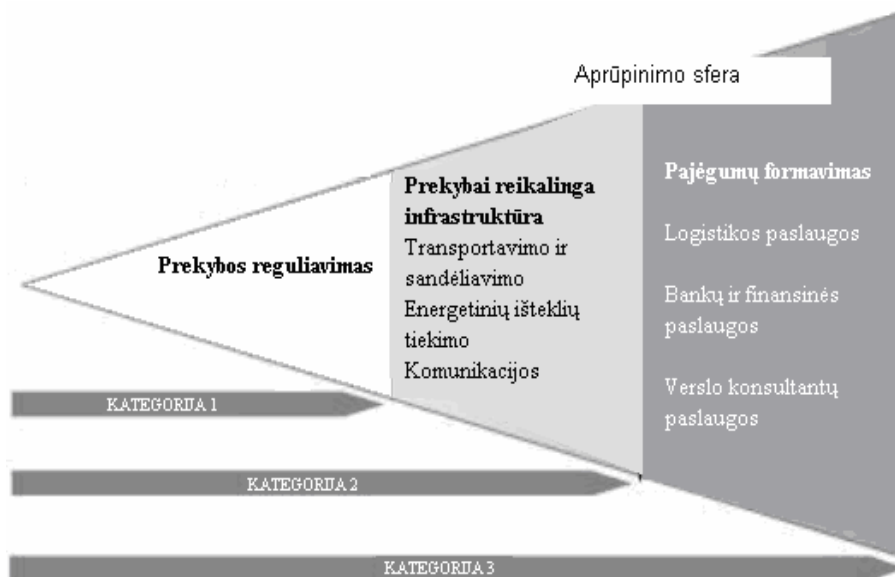 Aprūpinimo sfera
Prekybos reguliavimas
Prekybai reikalinga
infrastruktūra
Transportavimo ir
sandėliavimo
Energetinių išteklių
tiekimo
Komunikacijos
Pajėgumų formavimas
Logistikos paslaugos
Bankų ir finansinės
paslaugos
Verslo konsultantų
paslaugos
KATEGORIJA 1
KATEGORIJA 2
KATEGORIJA 3